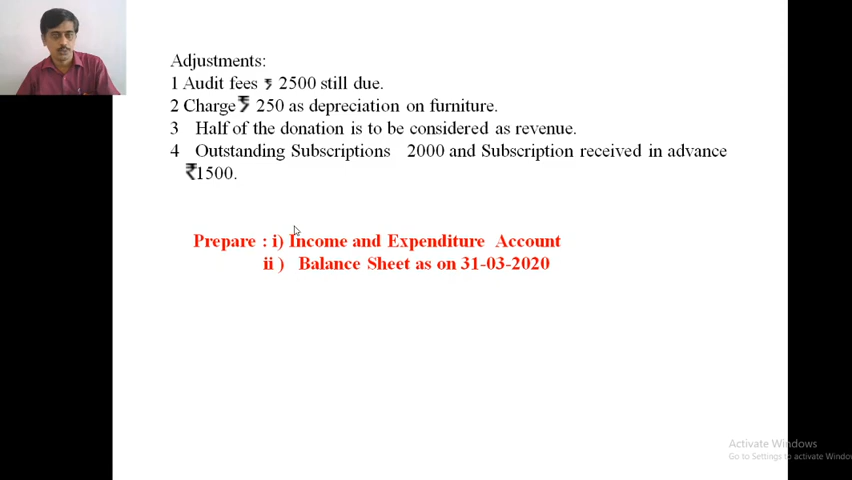 Adjustments:
1 Audit fees ₹ 2500 still due.
2 Charge ₹ 250 as depreciation on furniture.
3 Half of the donation is to be considered as revenue.
4 Outstanding Subscriptions 2000 and Subscription received in advance
₹1500.
Prepare : i) Income and Expenditure Account
ii ) Balance Sheet as on 31-03-2020
Activate Windows
Go to Settings to activate Windo